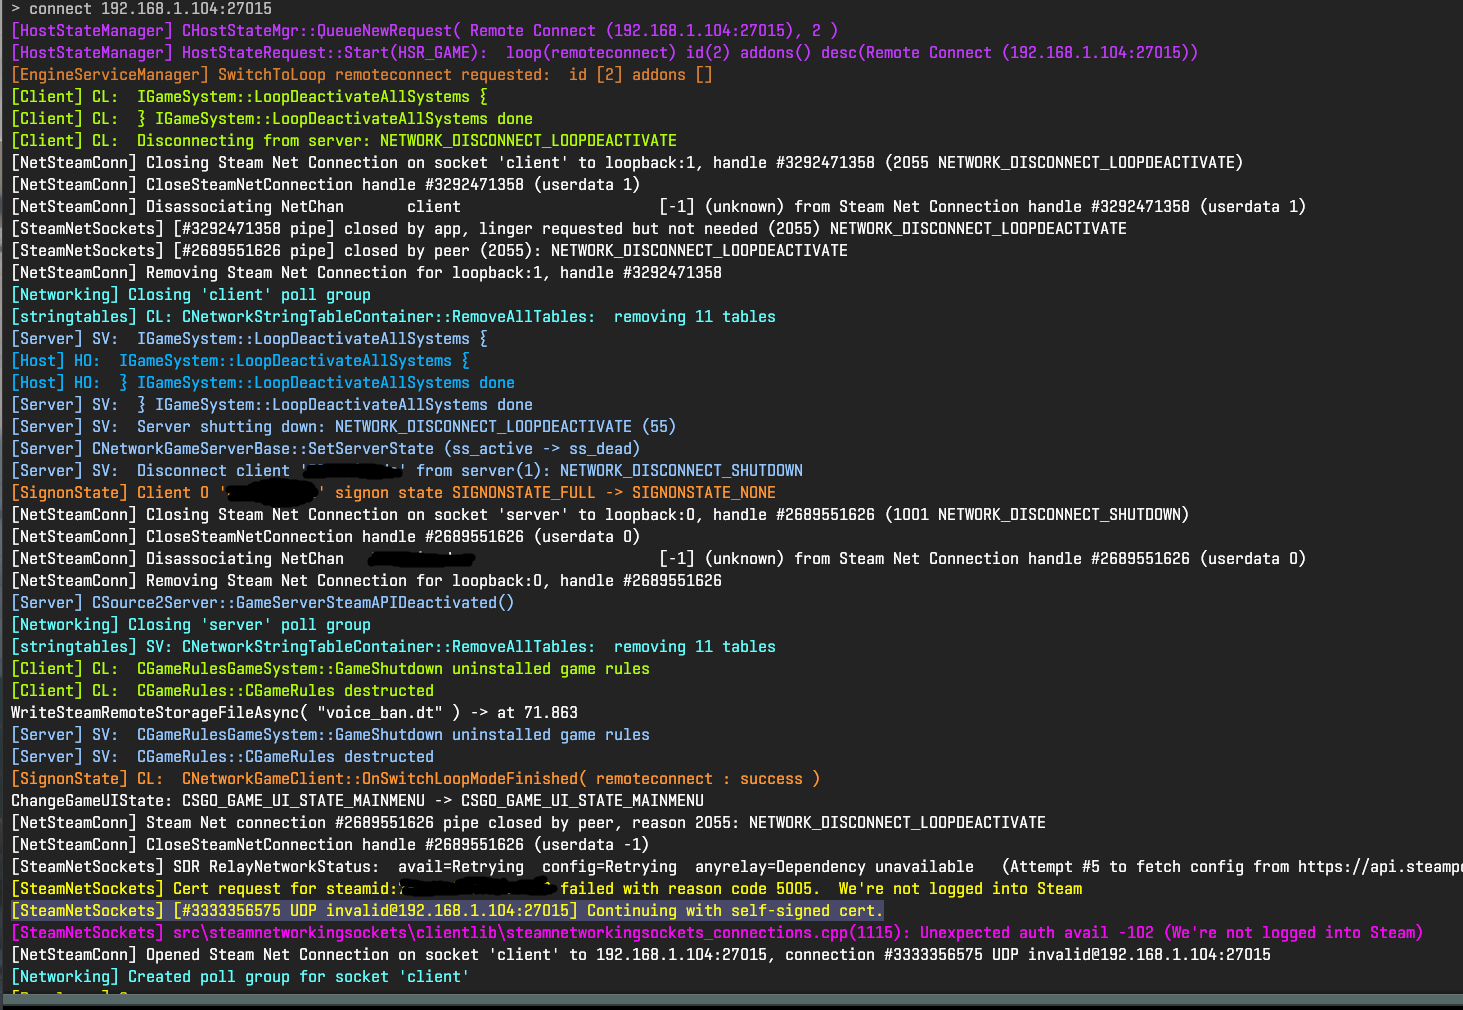 > connect 192.168.1.104:27015
[HostStateManager] CHostStateMgr::QueueNewRequest( Remote Connect (192.168.1.104:27015), 2 )
[HostStateManager] HostStateRequest::Start(HSR_GAME):  loop(remoteconnect) id(2) addons() desc(Remote Connect (192.168.1.104:27015))
[EngineServiceManager] SwitchToLoop remoteconnect requested:  id [2] addons []
[Client] CL:  IGameSystem::LoopDeactivateAllSystems {
[Client] CL:  } IGameSystem::LoopDeactivateAllSystems done
[Client] CL:  Disconnecting from server: NETWORK_DISCONNECT_LOOPDEACTIVATE
[NetSteamConn] Closing Steam Net Connection on socket 'client' to loopback:1, handle #3292471358 (2055 NETWORK_DISCONNECT_LOOPDEACTIVATE)
[NetSteamConn] CloseSteamNetConnection handle #3292471358 (userdata 1)
[NetSteamConn] Disassociating NetChan       client                      [-1] (unknown) from Steam Net Connection handle #3292471358 (userdata 1)
[SteamNetSockets] [#3292471358 pipe] closed by app, linger requested but not needed (2055) NETWORK_DISCONNECT_LOOPDEACTIVATE
[SteamNetSockets] [#2689551626 pipe] closed by peer (2055): NETWORK_DISCONNECT_LOOPDEACTIVATE
[NetSteamConn] Removing Steam Net Connection for loopback:1, handle #3292471358
[Networking] Closing 'client' poll group
[stringtables] CL: CNetworkStringTableContainer::RemoveAllTables:  removing 11 tables
[Server] SV:  IGameSystem::LoopDeactivateAllSystems {
[Host] HO:  IGameSystem::LoopDeactivateAllSystems {
[Host] HO:  } IGameSystem::LoopDeactivateAllSystems done
[Server] SV:  } IGameSystem::LoopDeactivateAllSystems done
[Server] SV:  Server shutting down: NETWORK_DISCONNECT_LOOPDEACTIVATE (55)
[Server] CNetworkGameServerBase::SetServerState (ss_active -> ss_dead)
[Server] SV:  Disconnect client ' ' from server(1): NETWORK_DISCONNECT_SHUTDOWN
[SignonState] Client 0 ' ' signon state SIGNONSTATE_FULL -> SIGNONSTATE_NONE
[NetSteamConn] Closing Steam Net Connection on socket 'server' to loopback:0, handle #2689551626 (1001 NETWORK_DISCONNECT_SHUTDOWN)
[NetSteamConn] CloseSteamNetConnection handle #2689551626 (userdata 0)
[NetSteamConn] Disassociating NetChan                      [-1] (unknown) from Steam Net Connection handle #2689551626 (userdata 0)
[NetSteamConn] Removing Steam Net Connection for loopback:0, handle #2689551626
[Server] CSource2Server::GameServerSteamAPIDeactivated()
[Networking] Closing 'server' poll group
[stringtables] SV: CNetworkStringTableContainer::RemoveAllTables:  removing 11 tables
[Client] CL:  CGameRulesGameSystem::GameShutdown uninstalled game rules
[Client] CL:  CGameRules::CGameRules destructed
WriteSteamRemoteStorageFileAsync( "voice_ban.dt" ) -> at 71.863
[Server] SV:  CGameRulesGameSystem::GameShutdown uninstalled game rules
[Server] SV:  CGameRules::CGameRules destructed
[SignonState] CL:  CNetworkGameClient::OnSwitchLoopModeFinished( remoteconnect : success )
ChangeGameUIState: CSGO_GAME_UI_STATE_MAINMENU -> CSGO_GAME_UI_STATE_MAINMENU
[NetSteamConn] Steam Net connection #2689551626 pipe closed by peer, reason 2055: NETWORK_DISCONNECT_LOOPDEACTIVATE
[NetSteamConn] CloseSteamNetConnection handle #2689551626 (userdata -1)
[SteamNetSockets] SDR RelayNetworkStatus:  avail=Retrying  config=Retrying  anyrelay=Dependency unavailable   (Attempt #5 to fetch config from https://api.steampo
[SteamNetSockets] Cert request for steamid: failed with reason code 5005.  We're not logged into Steam
[SteamNetSockets] [#3333356575 UDP invalid@192.168.1.104:27015] Continuing with self-signed cert.
[SteamNetSockets] src\steamnetworkingsockets\clientlib\steamnetworkingsockets_connections.cpp(1115): Unexpected auth avail -102 (We're not logged into Steam)
[NetSteamConn] Opened Steam Net Connection on socket 'client' to 192.168.1.104:27015, connection #3333356575 UDP invalid@192.168.1.104:27015
[Networking] Created poll group for socket 'client'